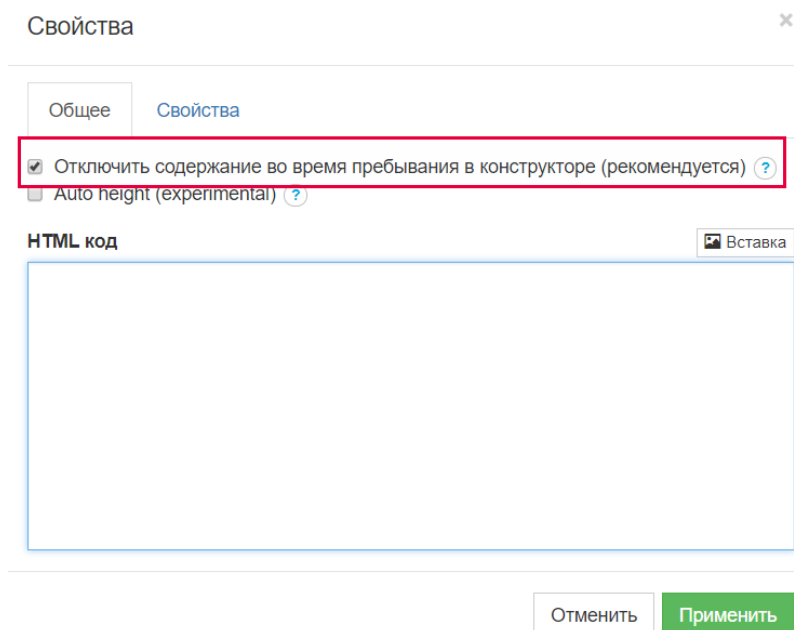 Свойства ×
Общее Свойства
Отключить содержание во время пребывания в конструкторе (рекомендуется) ?
Auto height (experimental) ?
HTML код Вставка
Отменить Применить